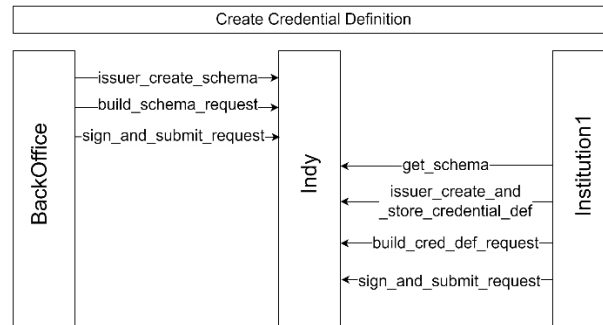 Create Credential Definition
BackOffice
issuer_create_schema
build_schema_request
sign_and_submit_request
Indy
get_schema
issuer_create_and
_store_credential_def
build_cred_def_request
sign_and_submit_request
Institution1